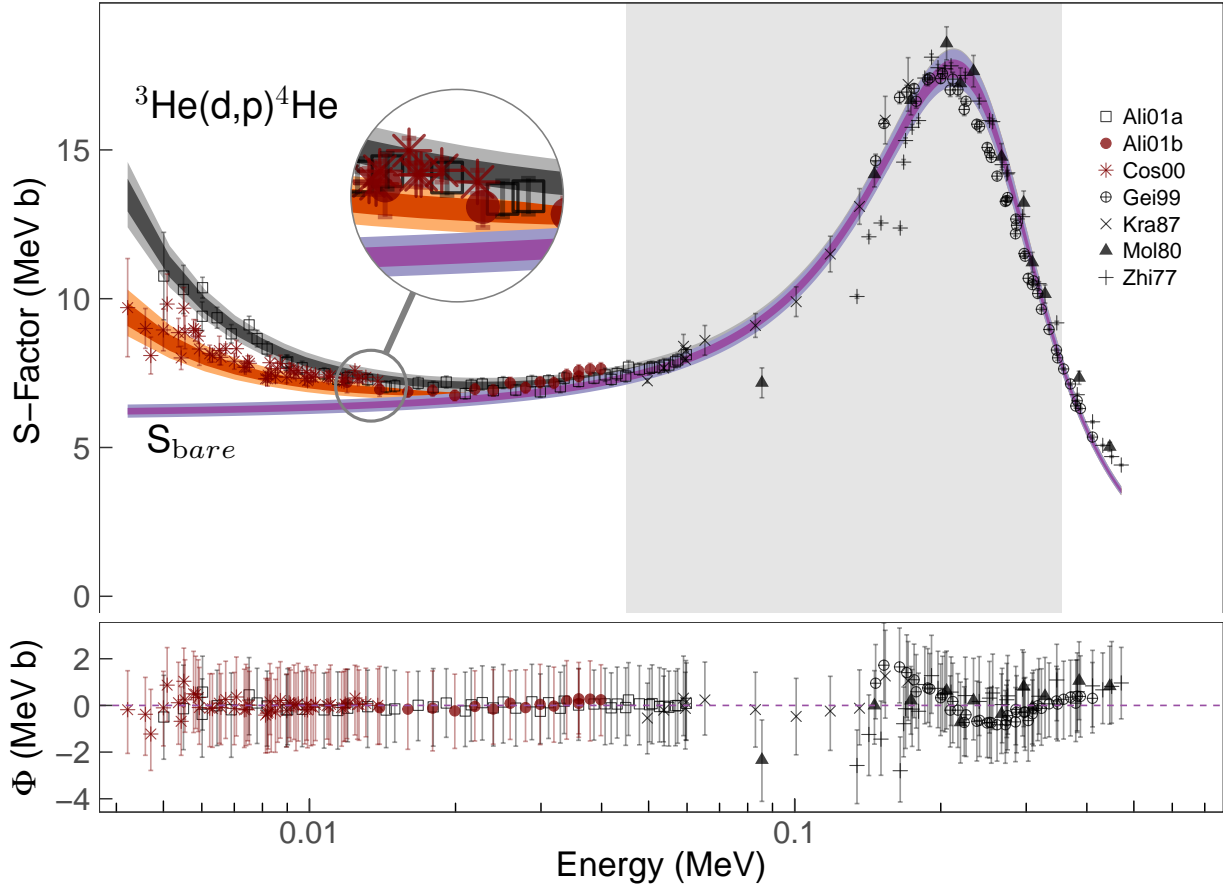 ³He(d,p)⁴He
S_bare
S−Factor (MeV b)
15
10
5
0
Ali01a
Ali01b
Cos00
Gei99
Kra87
Mol80
Zhi77
Φ (MeV b)
2
0
−2
−4
0.01
0.1
Energy (MeV)